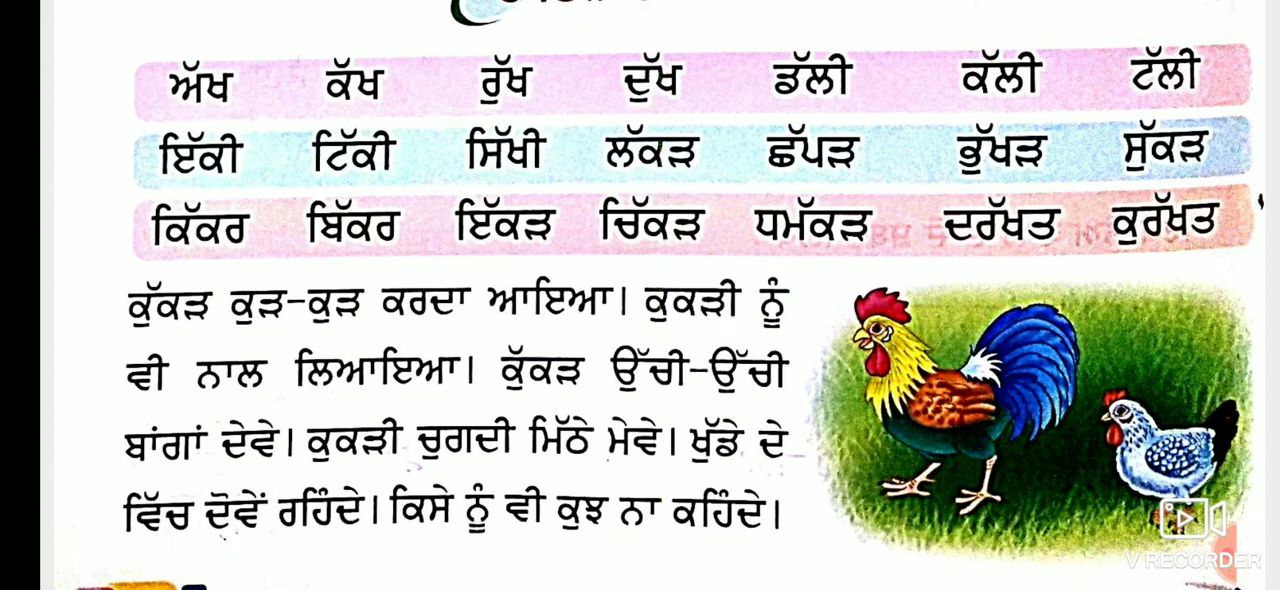 ਅੱਖ ਕੱਖ ਰੁੱਖ ਦੁੱਖ ਡੱਲੀ ਕੱਲੀ ਟੱਲੀ
ਇੱਕੀ ਟਿੱਕੀ ਸਿੱਖੀ ਲੱਕੜ ਛੱਪੜ ਭੁੱਖੜ ਸੁੱਕੜ
ਕਿੱਕਰ ਬਿੱਕਰ ਇੱਕੜ ਚਿੱਕੜ ਧਮੱਕੜ ਦਰੱਖਤ ਕੁਰੱਖਤ
ਕੁੱਕੜ ਕੁੜ-ਕੁੜ ਕਰਦਾ ਆਇਆ। ਕੁਕੜੀ ਨੂੰ
ਵੀ ਨਾਲ ਲਿਆਇਆ। ਕੁੱਕੜ ਉੱਚੀ-ਉੱਚੀ
ਬਾਂਗਾਂ ਦੇਵੇ। ਕੁਕੜੀ ਚੁਗਦੀ ਮਿੱਠੇ ਮੇਵੇ। ਖੁੱਡੇ ਦੇ
ਵਿੱਚ ਦੋਵੇਂ ਰਹਿੰਦੇ। ਕਿਸੇ ਨੂੰ ਵੀ ਕੁਝ ਨਾ ਕਹਿੰਦੇ।
V RECORDER